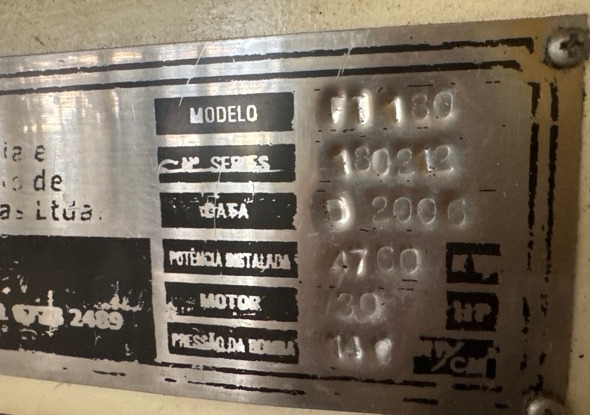 ia e
o de
as Ltda.
2489
MODELO 180
Nº SERIES 180212
DATA D 2006
POTÊNCIA INSTALADA 4700
MOTOR 30 HP
PRESSÃO DA BOMBA 14